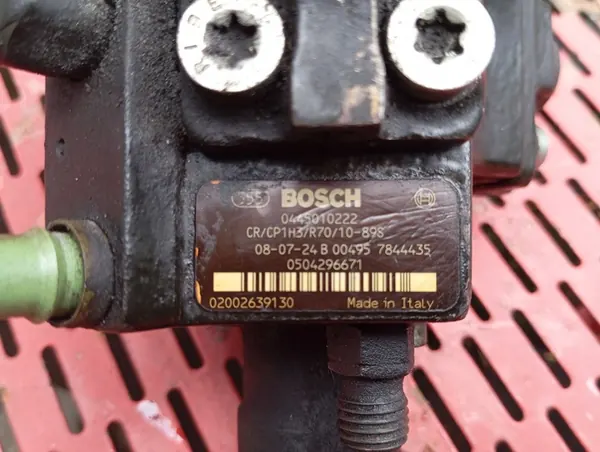 BOSCH
0445010222
CR/CP1H3/R70/10-89S
08-07-24 B 00495 7844435
0504296671
02002639130 Made in Italy